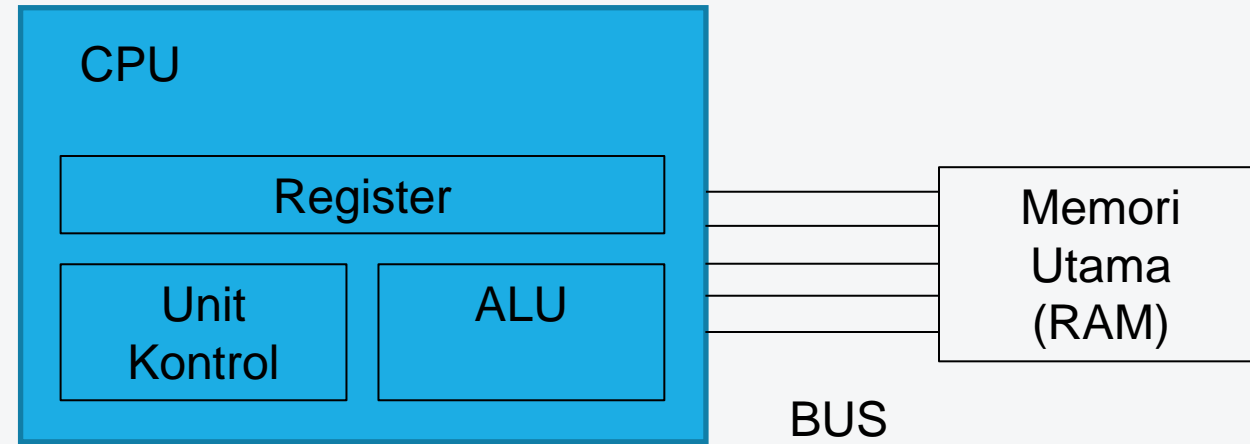 CPU
Register
Unit
Kontrol
ALU
Memori
Utama
(RAM)
BUS